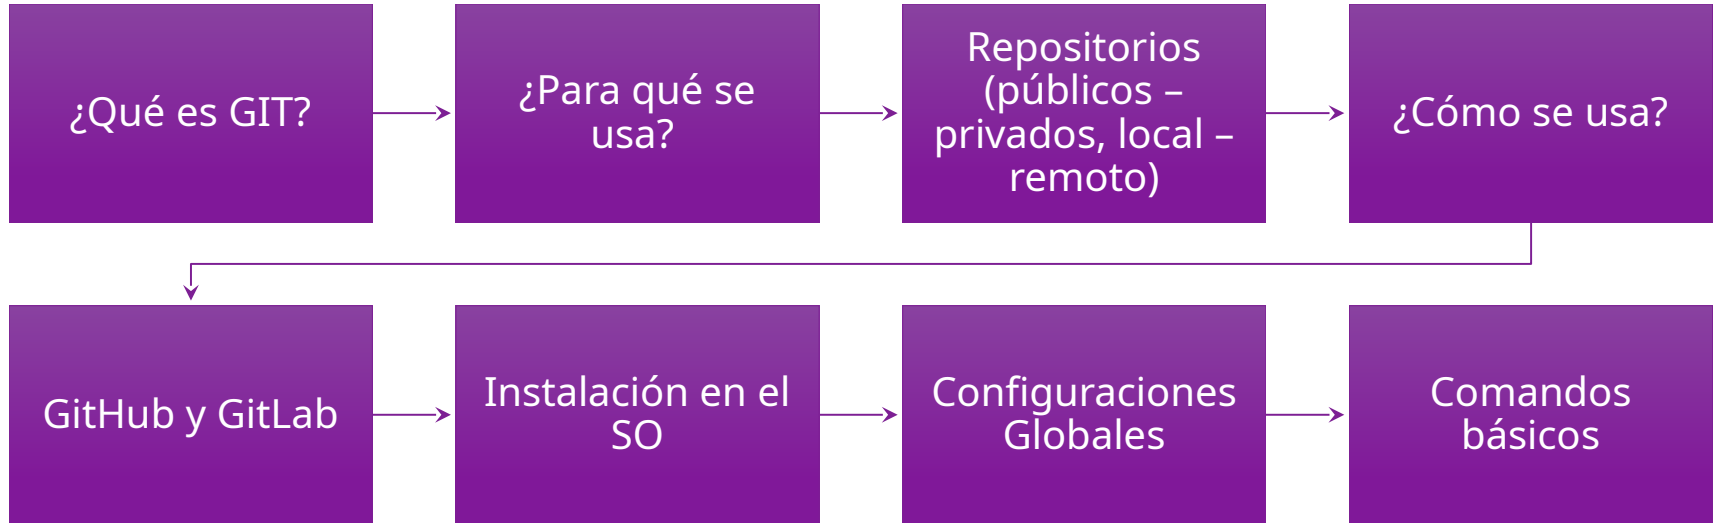 ¿Qué es GIT?
¿Para qué se
usa?
Repositorios
(públicos –
privados, local –
remoto)
¿Cómo se usa?
GitHub y GitLab
Instalación en el
SO
Configuraciones
Globales
Comandos
básicos